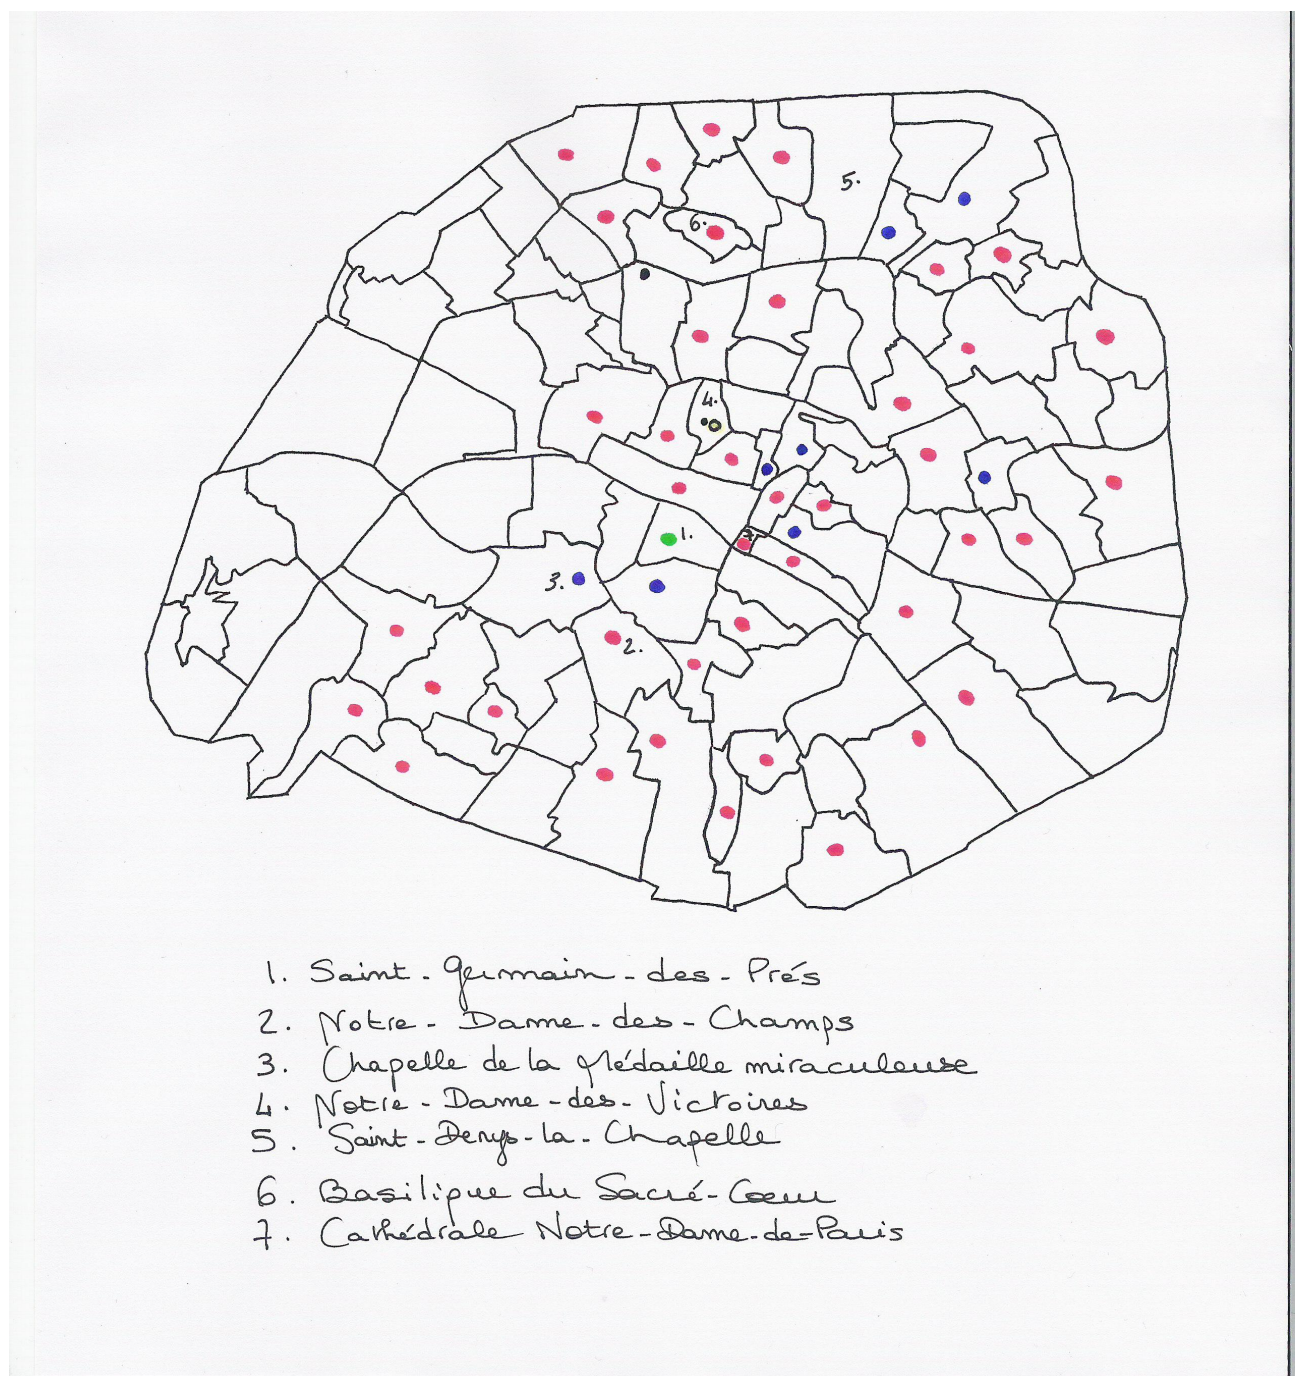 5.
6.
4.
1.
7.
3.
2.
1. Saint-Germain-des-Prés
2. Notre-Dame-des-Champs
3. Chapelle de la Médaille miraculeuse
4. Notre-Dame-des-Victoires
5. Saint-Denys-la-Chapelle
6. Basilique du Sacré-Coeur
7. Cathédrale Notre-Dame-de-Paris